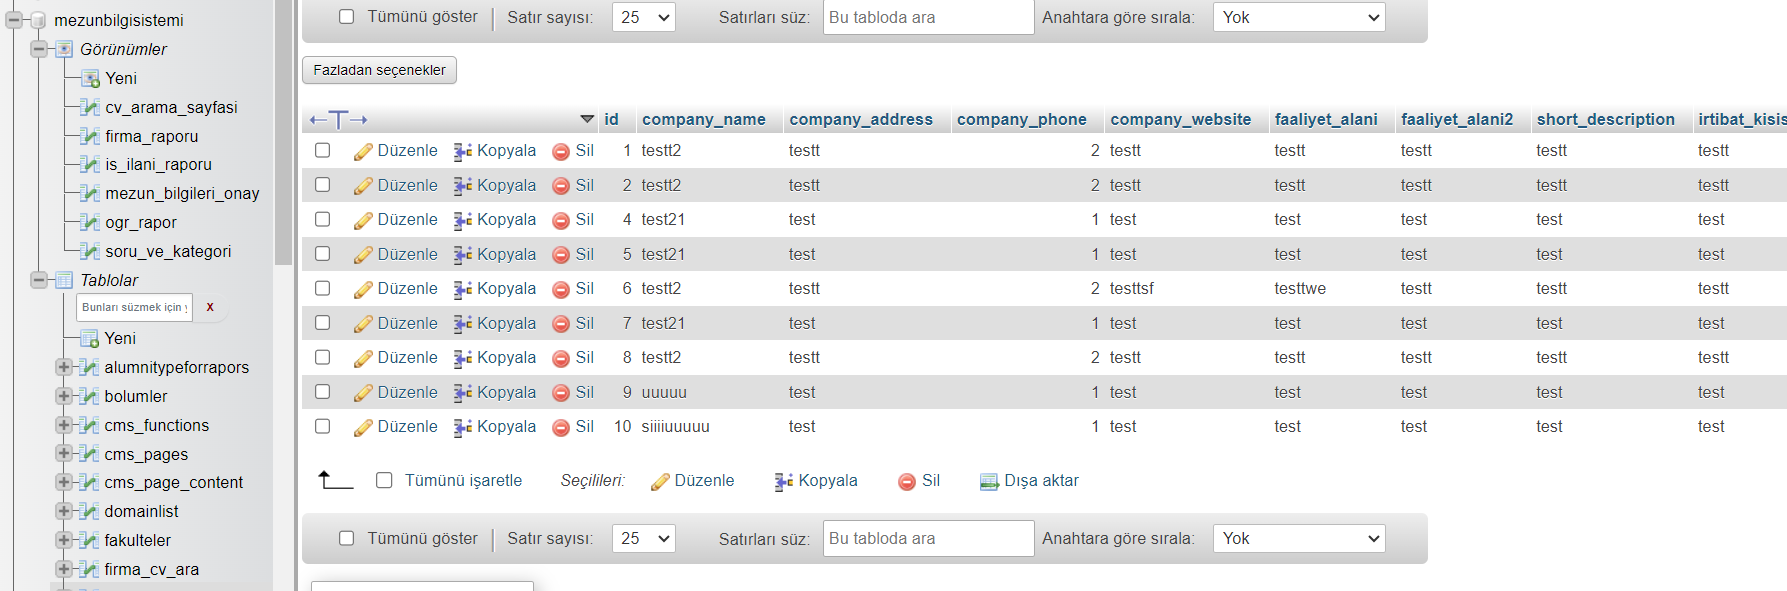 mezunbilgisistemi
Görünümler
Yeni
cv_arama_sayfasi
firma_raporu
is_ilani_raporu
mezun_bilgileri_onay
ogr_rapor
soru_ve_kategori
Tablolar
Bunları süzmek için X
Yeni
alumnitypeforrapors
bolumler
cms_functions
cms_pages
cms_page_content
domainlist
fakulteler
firma_cv_ara
Tümünü göster Satır sayısı: 25 Satırları süz: Bu tabloda ara Anahtara göre sırala: Yok
Fazladan seçenekler
←T→ id company_name company_address company_phone company_website faaliyet_alani faaliyet_alani2 short_description irtibat_kisis
Düzenle Kopyala Sil 1 testt2 testt 2 testt testt testt testt testt
Düzenle Kopyala Sil 2 testt2 testt 2 testt testt testt testt testt
Düzenle Kopyala Sil 4 test21 test 1 test test test test test
Düzenle Kopyala Sil 5 test21 test 1 test test test test test
Düzenle Kopyala Sil 6 testt2 testt 2 testtsf testtwe testt testt testt
Düzenle Kopyala Sil 7 test21 test 1 test test test test test
Düzenle Kopyala Sil 8 testt2 testt 2 testt testt testt testt testt
Düzenle Kopyala Sil 9 uuuuu test 1 test test test test test
Düzenle Kopyala Sil 10 siiiiuuuuu test 1 test test test test test
Tümünü işaretle Seçilileri: Düzenle Kopyala Sil Dışa aktar
Tümünü göster Satır sayısı: 25 Satırları süz: Bu tabloda ara Anahtara göre sırala: Yok